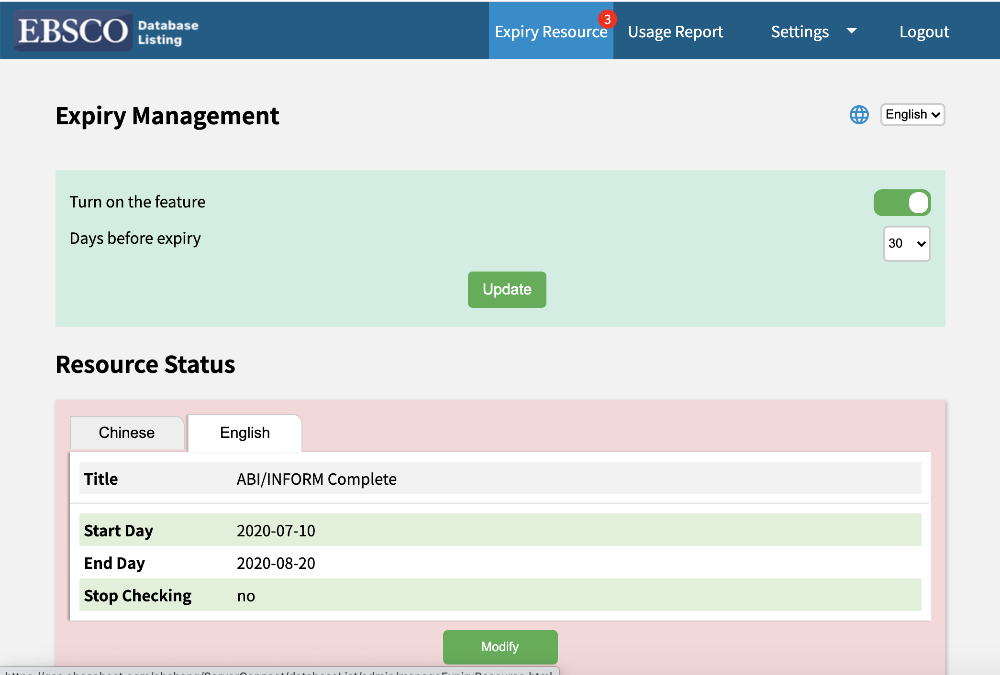 EBSCO Database Listing
Expiry Resource 3 Usage Report Settings Logout
Expiry Management
English
Turn on the feature
Days before expiry
30
Update
Resource Status
Chinese English
Title ABI/INFORM Complete
Start Day 2020-07-10
End Day 2020-08-20
Stop Checking no
Modify